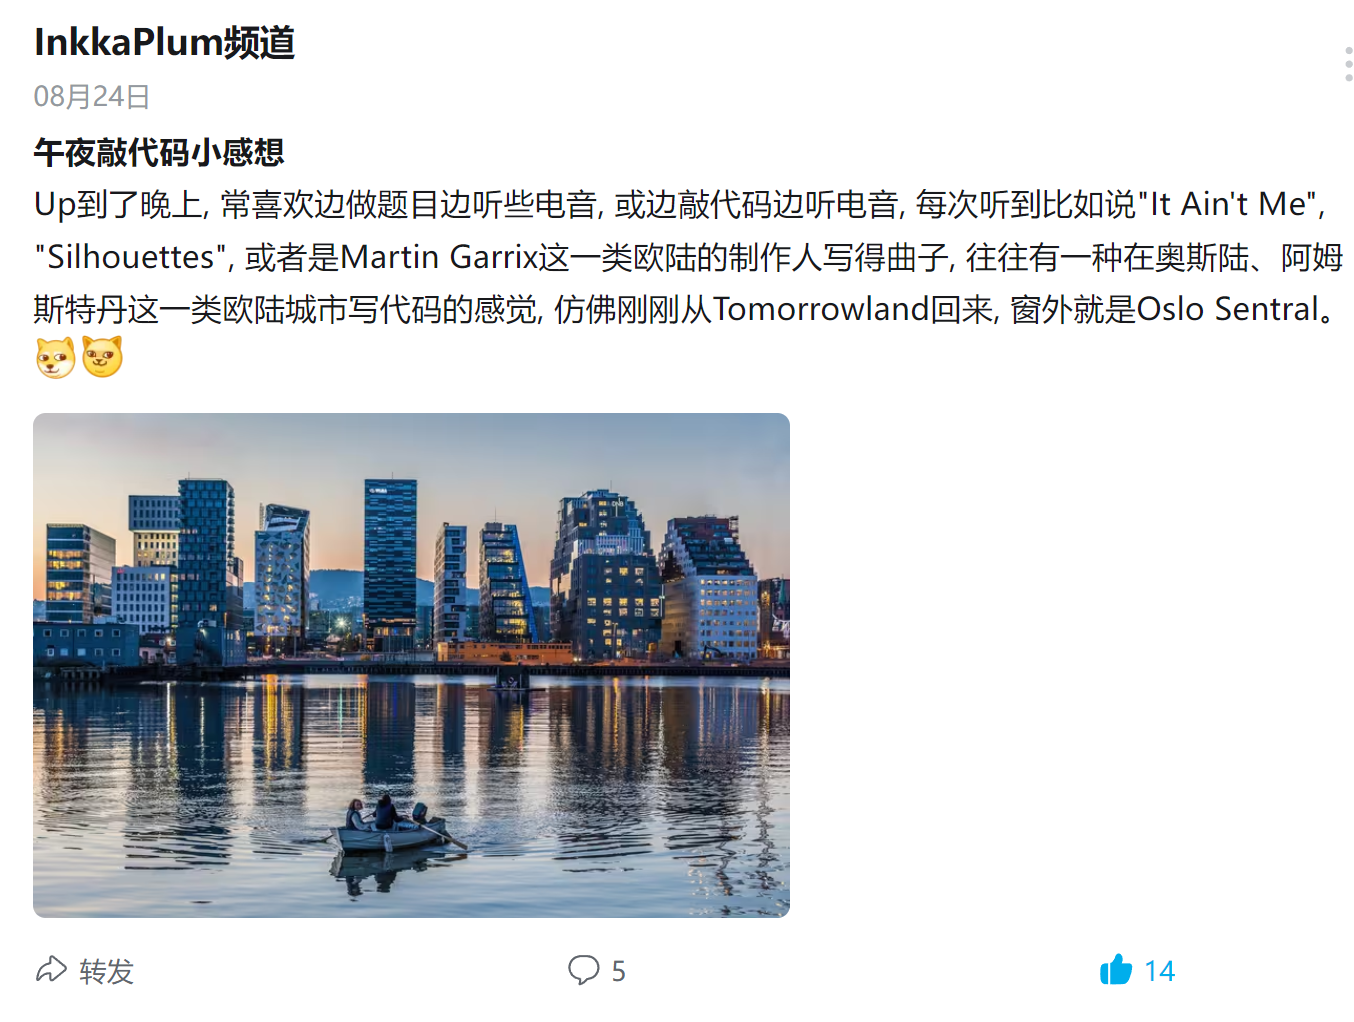 InkkaPlum频道
08月24日
午夜敲代码小感想
Up到了晚上, 常喜欢边做题目边听些电音, 或边敲代码边听电音, 每次听到比如说"It Ain't Me",
"Silhouettes", 或者是Martin Garrix这一类欧陆的制作人写得曲子, 往往有一种在奥斯陆、阿姆
斯特丹这一类欧陆城市写代码的感觉, 仿佛刚刚从Tomorrowland回来, 窗外就是Oslo Sentral。
转发
5
14